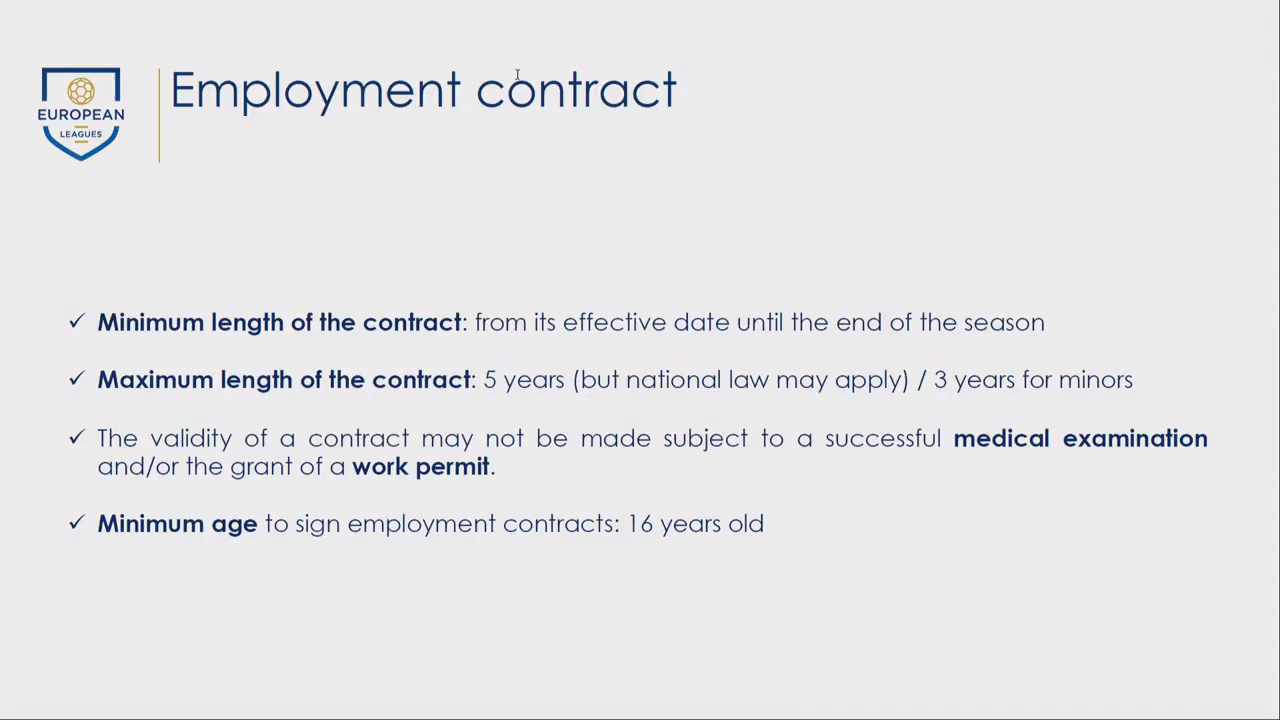 EUROPEAN
LEAGUES
Employment contract
✓ Minimum length of the contract: from its effective date until the end of the season
✓ Maximum length of the contract: 5 years (but national law may apply) / 3 years for minors
✓ The validity of a contract may not be made subject to a successful medical examination
and/or the grant of a work permit.
✓ Minimum age to sign employment contracts: 16 years old